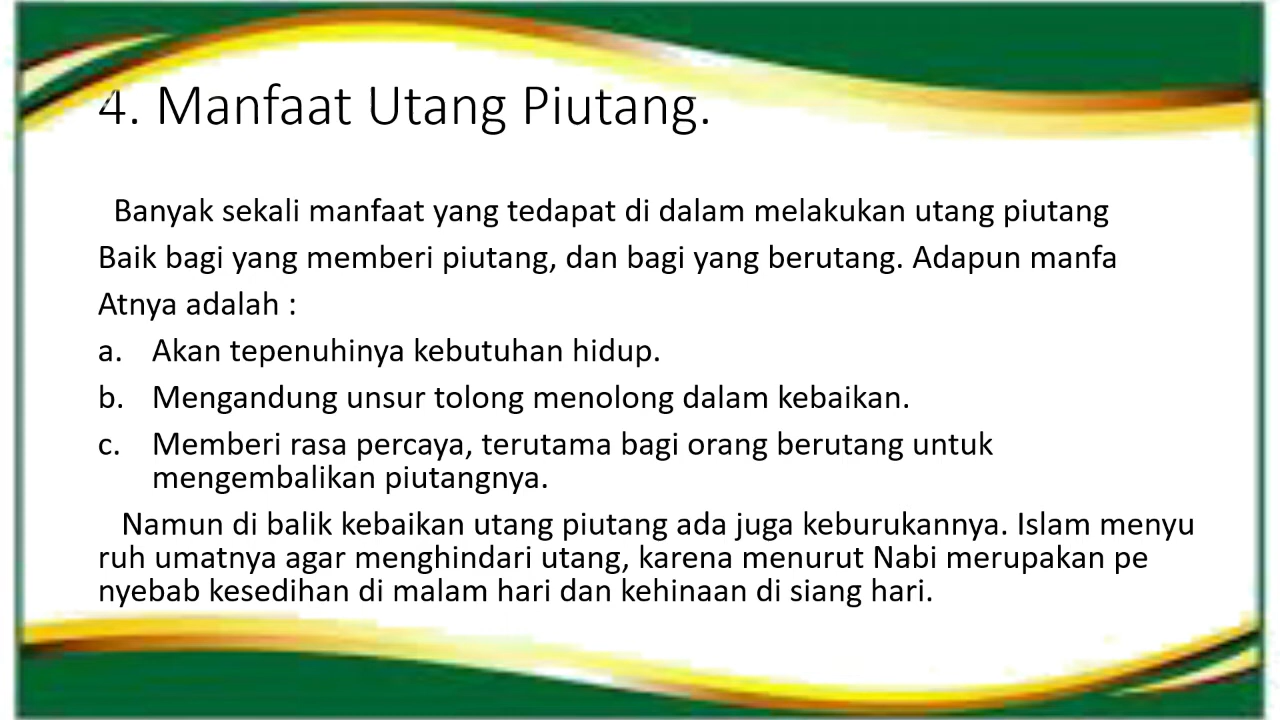 4. Manfaat Utang Piutang.
Banyak sekali manfaat yang tedapat di dalam melakukan utang piutang
Baik bagi yang memberi piutang, dan bagi yang berutang. Adapun manfa
Atnya adalah :
a. Akan tepenuhinya kebutuhan hidup.
b. Mengandung unsur tolong menolong dalam kebaikan.
c. Memberi rasa percaya, terutama bagi orang berutang untuk
mengembalikan piutangnya.
Namun di balik kebaikan utang piutang ada juga keburukannya. Islam menyu
ruh umatnya agar menghindari utang, karena menurut Nabi merupakan pe
nyebab kesedihan di malam hari dan kehinaan di siang hari.